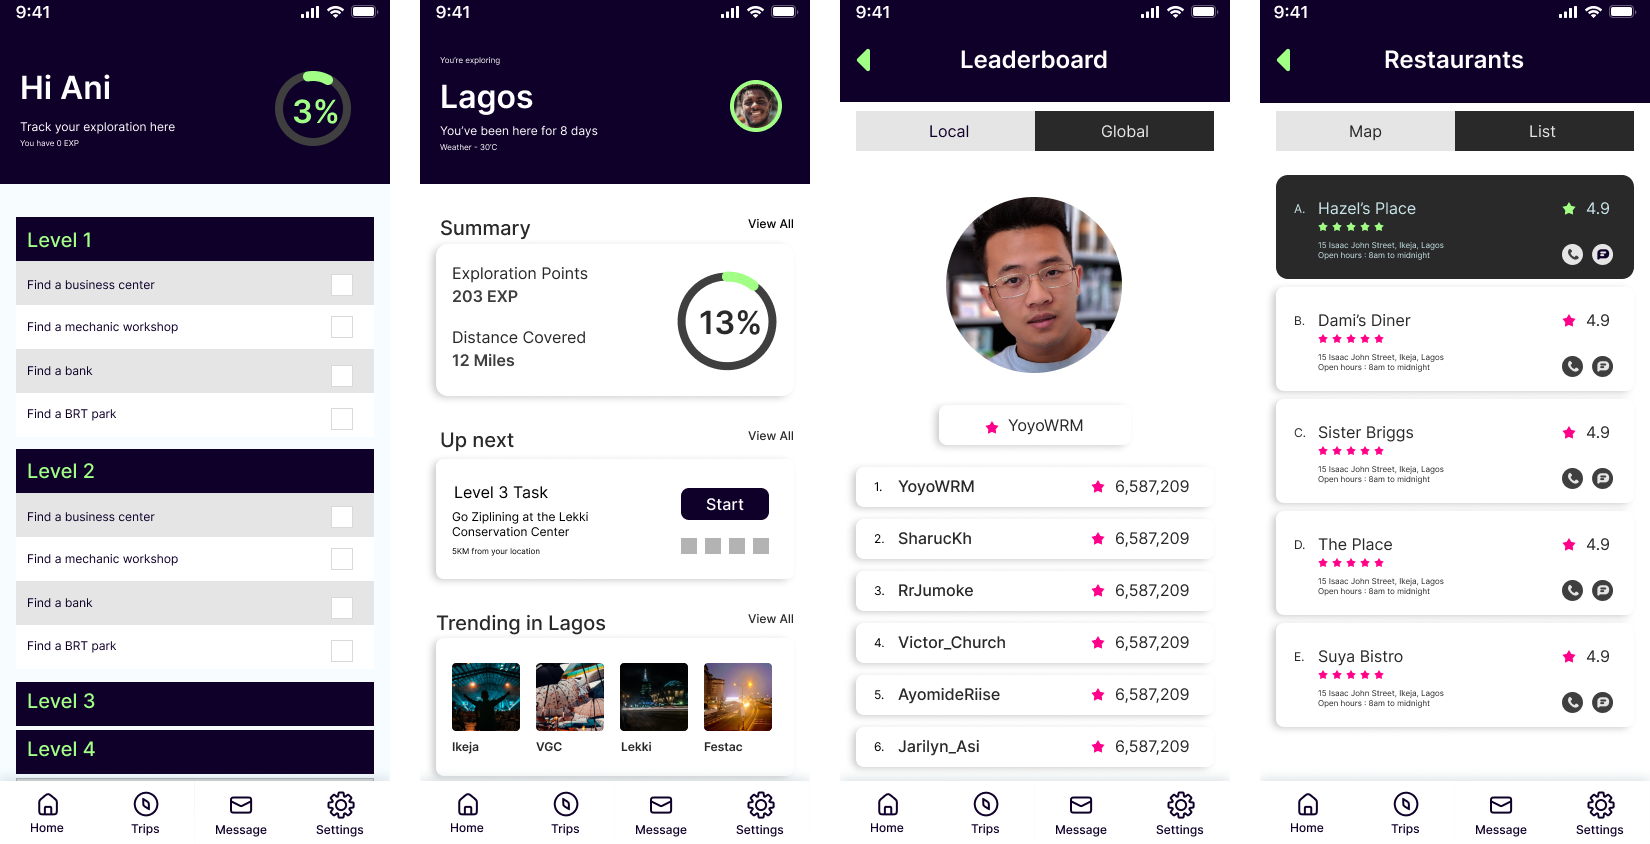 9:41
Hi Ani
Track your exploration here
You have 0 EXP
3%
Level 1
Find a business center
Find a mechanic workshop
Find a bank
Find a BRT park
Level 2
Find a business center
Find a mechanic workshop
Find a bank
Find a BRT park
Level 3
Level 4
Home
Trips
Message
Settings
9:41
You're exploring
Lagos
You've been here for 8 days
Weather - 30'C
Summary
View All
Exploration Points
203 EXP
Distance Covered
12 Miles
13%
Up next
View All
Level 3 Task
Go Ziplining at the Lekki
Conservation Center
5KM from your location
Start
Trending in Lagos
View All
Ikeja
VGC
Lekki
Festac
Home
Trips
Message
Settings
9:41
Leaderboard
Local
Global
YoyoWRM
1. YoyoWRM 6,587,209
2. SharucKh 6,587,209
3. RrJumoke 6,587,209
4. Victor_Church 6,587,209
5. AyomideRiise 6,587,209
6. Jarilyn_Asi 6,587,209
Home
Trips
Message
Settings
9:41
Restaurants
Map
List
A. Hazel's Place 4.9
15 Isaac John Street, Ikeja, Lagos
Open hours : 8am to midnight
B. Dami's Diner 4.9
15 Isaac John Street, Ikeja, Lagos
Open hours : 8am to midnight
C. Sister Briggs 4.9
15 Isaac John Street, Ikeja, Lagos
Open hours : 8am to midnight
D. The Place 4.9
15 Isaac John Street, Ikeja, Lagos
Open hours : 8am to midnight
E. Suya Bistro 4.9
15 Isaac John Street, Ikeja, Lagos
Open hours : 8am to midnight
Home
Trips
Message
Settings